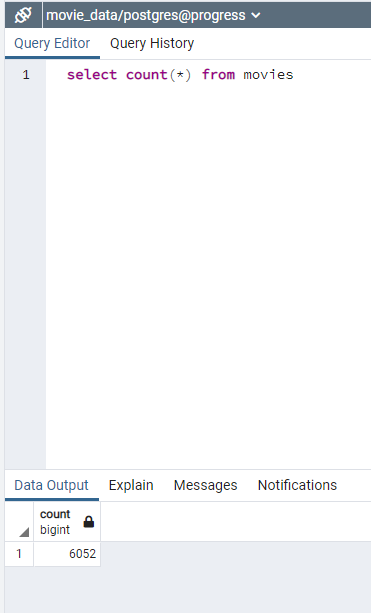 movie_data/postgres@progress
Query Editor Query History
1 select count(*) from movies
Data Output Explain Messages Notifications
count
bigint
1 6052